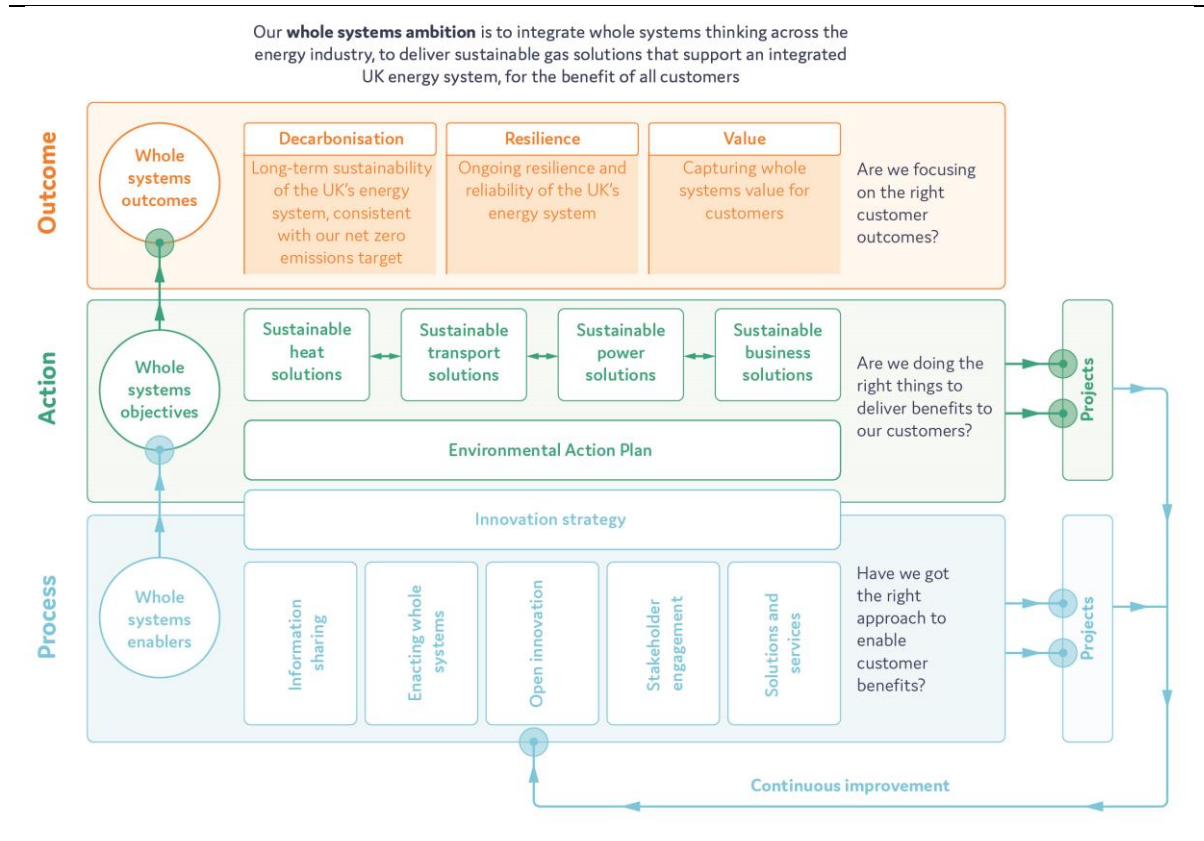 Our whole systems ambition is to integrate whole systems thinking across the
energy industry, to deliver sustainable gas solutions that support an integrated
UK energy system, for the benefit of all customers
Outcome
Whole
systems
outcomes
Decarbonisation
Long-term sustainability
of the UK's energy
system, consistent
with our net zero
emissions target
Resilience
Ongoing resilience and
reliability of the UK's
energy system
Value
Capturing whole
systems value for
customers
Are we focusing
on the right
customer
outcomes?
Action
Whole
systems
objectives
Sustainable
heat
solutions
Sustainable
transport
solutions
Sustainable
power
solutions
Sustainable
business
solutions
Environmental Action Plan
Are we doing the
right things to
deliver benefits to
our customers?
Projects
Innovation strategy
Process
Whole
systems
enablers
Information
sharing
Enacting whole
systems
Open innovation
Stakeholder
engagement
Solutions and
services
Have we got
the right
approach to
enable
customer
benefits?
Projects
Continuous improvement